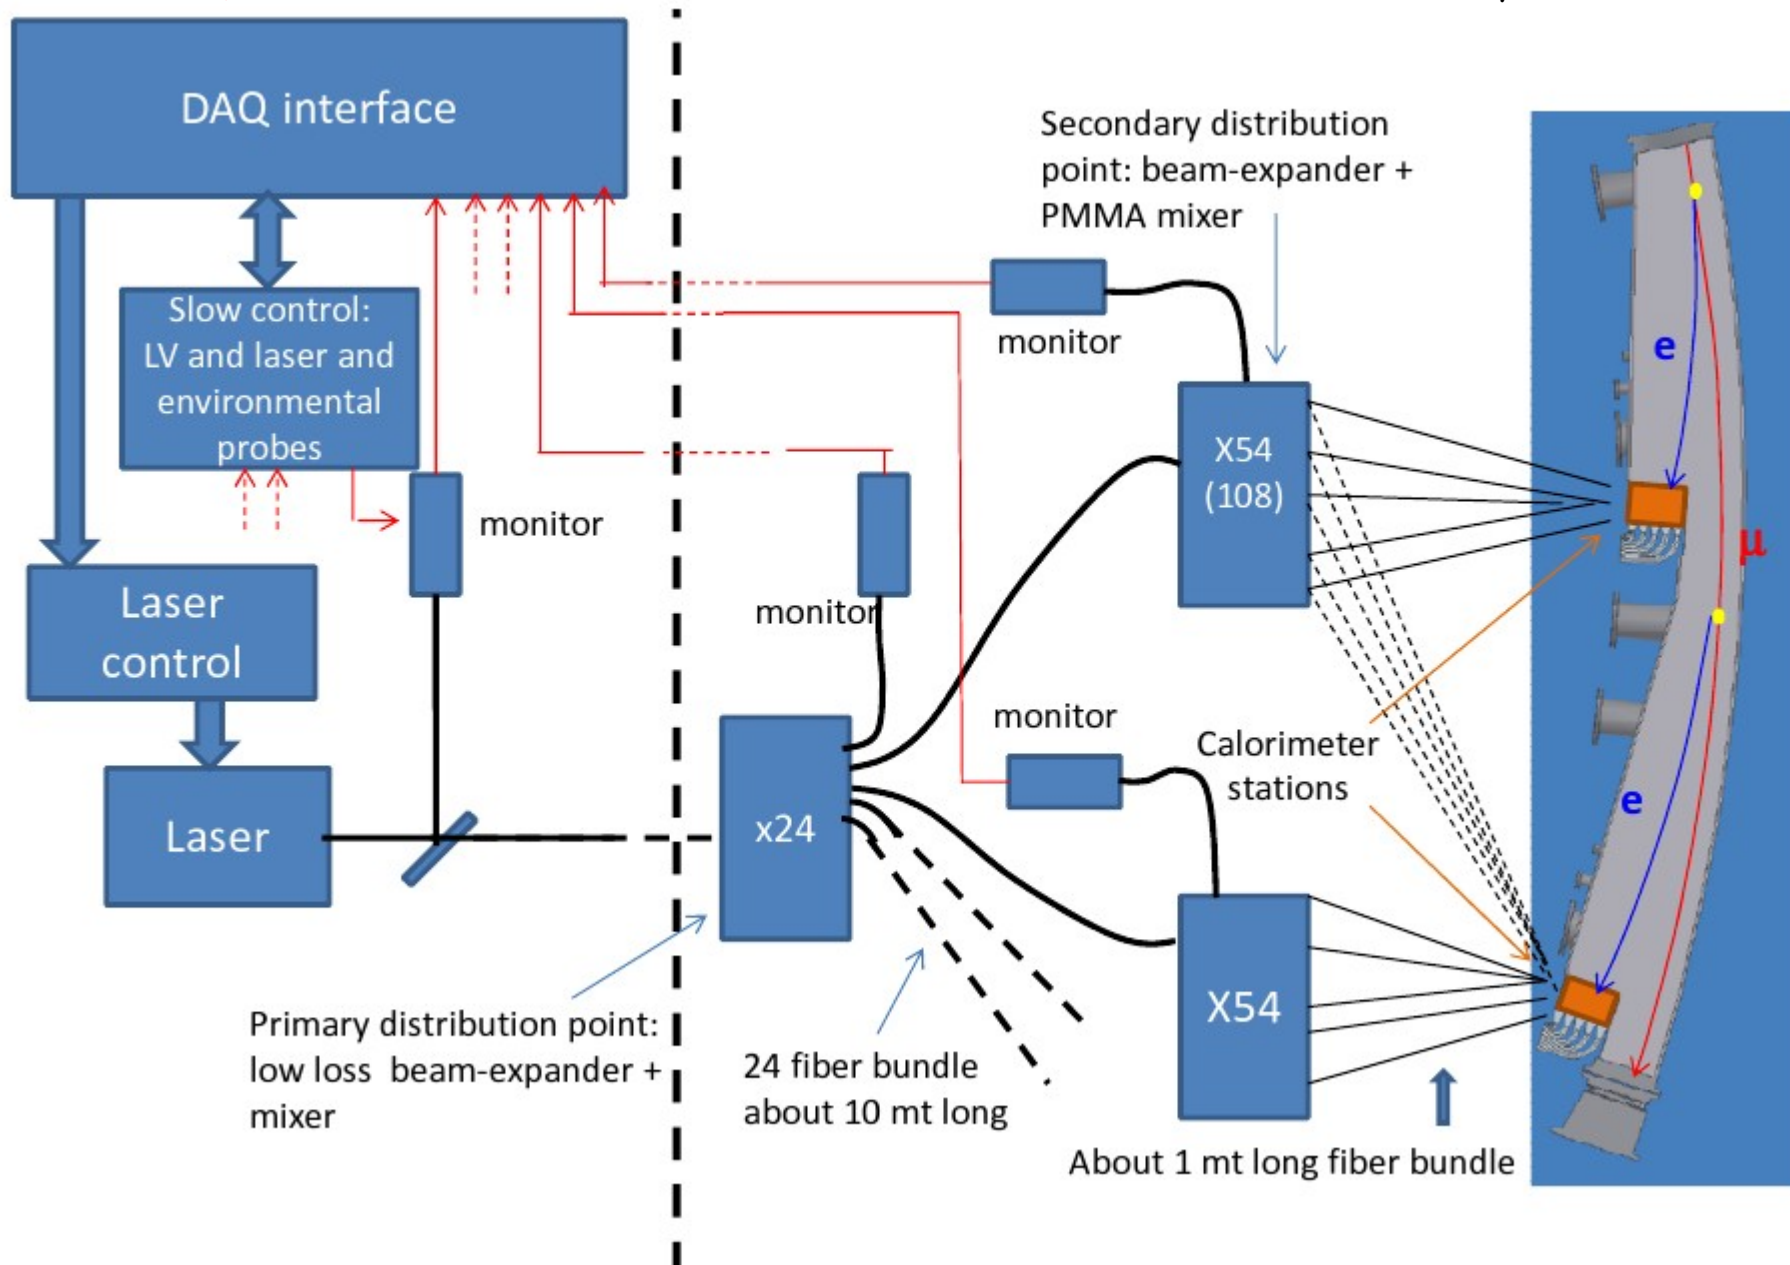 DAQ interface
Secondary distribution
point: beam-expander +
PMMA mixer
Slow control:
LV and laser and
environmental
probes
monitor
monitor
e
X54
(108)
μ
Laser
control
monitor
monitor
Calorimeter
stations
e
Laser
x24
Primary distribution point:
low loss beam-expander +
mixer
24 fiber bundle
about 10 mt long
X54
About 1 mt long fiber bundle